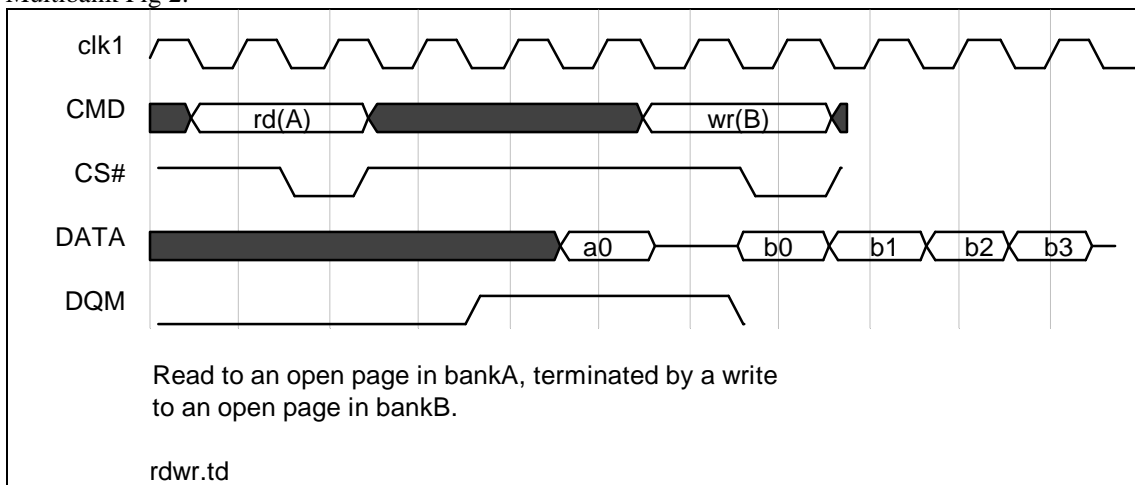 Multibank Fig 2.
clk1
CMD rd(A) wr(B)
CS#
DATA a0 b0 b1 b2 b3
DQM
Read to an open page in bankA, terminated by a write
to an open page in bankB.
rdwr.td